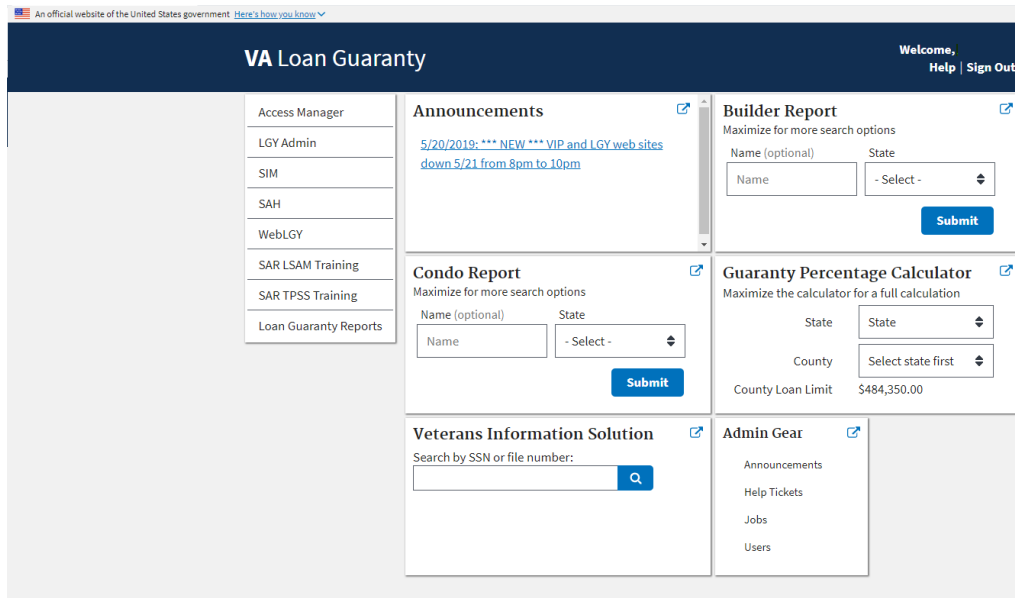 An official website of the United States government Here's how you know
VA Loan Guaranty
Welcome,
Help | Sign Out
Access Manager
LGY Admin
SIM
SAH
WebLGY
SAR LSAM Training
SAR TPSS Training
Loan Guaranty Reports
Announcements
5/20/2019: *** NEW *** VIP and LGY web sites
down 5/21 from 8pm to 10pm
Builder Report
Maximize for more search options
Name (optional) State
Name - Select -
Submit
Condo Report
Maximize for more search options
Name (optional) State
Name - Select -
Submit
Guaranty Percentage Calculator
Maximize the calculator for a full calculation
State State
County Select state first
County Loan Limit $484,350.00
Veterans Information Solution
Search by SSN or file number:
Admin Gear
Announcements
Help Tickets
Jobs
Users